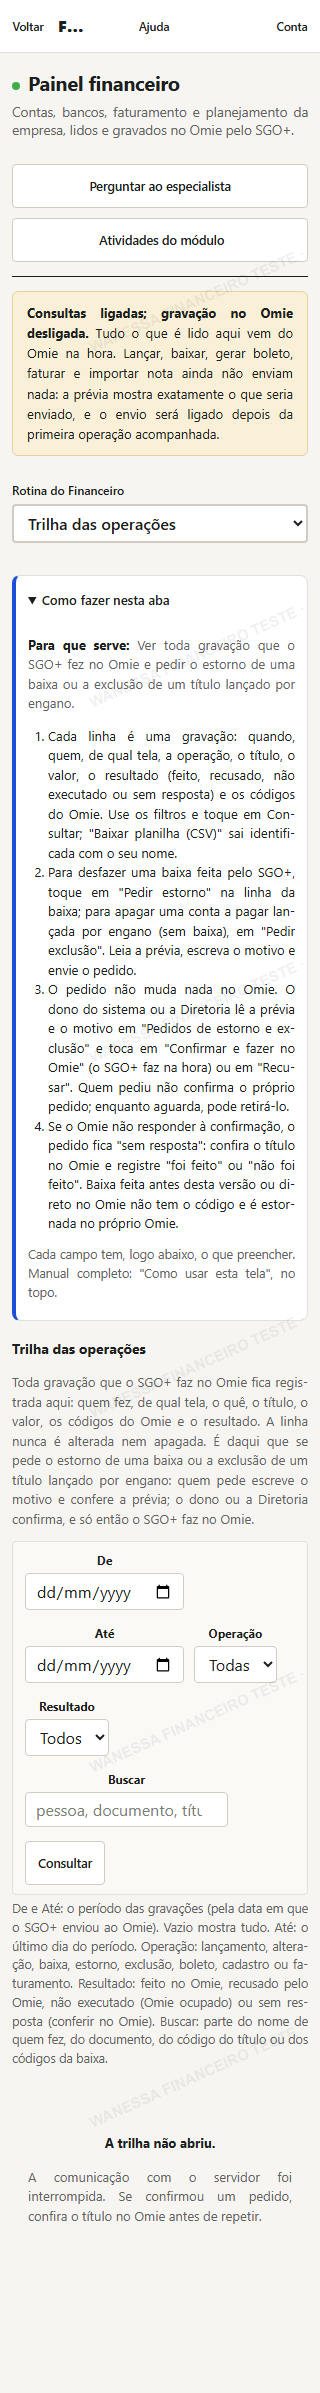 Voltar F... Ajuda Conta
Painel financeiro
Contas, bancos, faturamento e planejamento da
empresa, lidos e gravados no Omie pelo SGO+.
Perguntar ao especialista
Atividades do módulo
Consultas ligadas; gravação no Omie
desligada. Tudo o que é lido aqui vem do
Omie na hora. Lançar, baixar, gerar boleto,
faturar e importar nota ainda não enviam
nada: a prévia mostra exatamente o que seria
enviado, e o envio será ligado depois da
primeira operação acompanhada.
Rotina do Financeiro
Trilha das operações
▼ Como fazer nesta aba
Para que serve: Ver toda gravação que o
SGO+ fez no Omie e pedir o estorno de uma
baixa ou a exclusão de um título lançado por
engano.
1. Cada linha é uma gravação: quando,
quem, de qual tela, a operação, o título, o
valor, o resultado (feito, recusado, não
executado ou sem resposta) e os códigos
do Omie. Use os filtros e toque em Con-
sultar; "Baixar planilha (CSV)" sai identifi-
cada com o seu nome.
2. Para desfazer uma baixa feita pelo SGO+,
toque em "Pedir estorno" na linha da
baixa; para apagar uma conta a pagar lan-
çada por engano (sem baixa), em "Pedir
exclusão". Leia a prévia, escreva o motivo e
envie o pedido.
3. O pedido não muda nada no Omie. O
dono do sistema ou a Diretoria lê a prévia
e o motivo em "Pedidos de estorno e ex-
clusão" e toca em "Confirmar e fazer no
Omie" (o SGO+ faz na hora) ou em "Recu-
sar". Quem pediu não confirma o próprio
pedido; enquanto aguarda, pode retirá-lo.
4. Se o Omie não responder à confirmação, o
pedido fica "sem resposta": confira o título
no Omie e registre "foi feito" ou "não foi
feito". Baixa feita antes desta versão ou di-
reto no Omie não tem o código e é estor-
nada no próprio Omie.
Cada campo tem, logo abaixo, o que preencher.
Manual completo: "Como usar esta tela", no
topo.
Trilha das operações
Toda gravação que o SGO+ faz no Omie fica regis-
trada aqui: quem fez, de qual tela, o quê, o título, o
valor, os códigos do Omie e o resultado. A linha
nunca é alterada nem apagada. É daqui que se
pede o estorno de uma baixa ou a exclusão de um
título lançado por engano: quem pede escreve o
motivo e confere a prévia; o dono ou a Diretoria
confirma, e só então o SGO+ faz no Omie.
De
dd/mm/yyyy
Até Operação
dd/mm/yyyy Todas
Resultado
Todos
Buscar
pessoa, documento, títu
Consultar
De e Até: o período das gravações (pela data em que
o SGO+ enviou ao Omie). Vazio mostra tudo. Até: o
último dia do período. Operação: lançamento, altera-
ção, baixa, estorno, exclusão, boleto, cadastro ou fa-
turamento. Resultado: feito no Omie, recusado pelo
Omie, não executado (Omie ocupado) ou sem res-
posta (conferir no Omie). Buscar: parte do nome de
quem fez, do documento, do código do título ou dos
códigos da baixa.
A trilha não abriu.
A comunicação com o servidor foi
interrompida. Se confirmou um pedido,
confira o título no Omie antes de repetir.
WANESSA FINANCEIRO TESTE ·
WANESSA FINANCEIRO TESTE ·
WANESSA FINANCEIRO TESTE ·
WANESSA FINANCEIRO TESTE ·
WANESSA FINANCEIRO TESTE ·
WANESSA FINANCEIRO TESTE ·